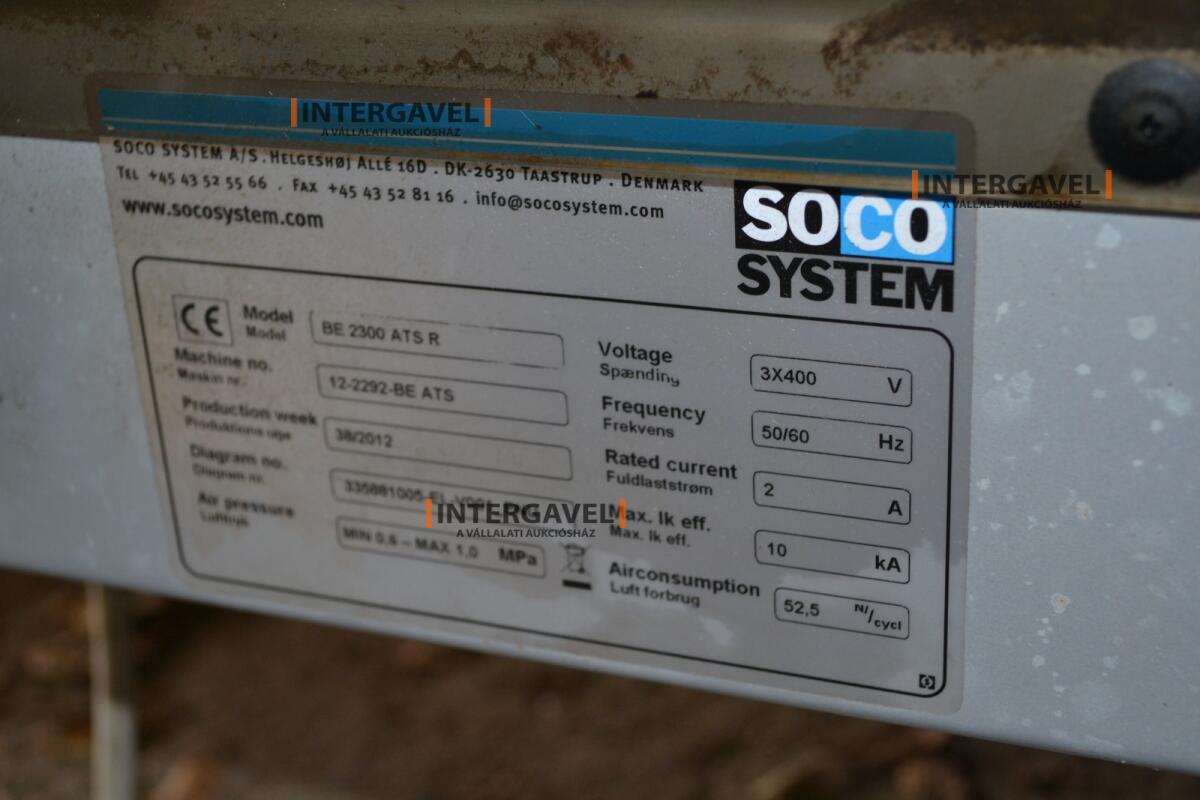 INTERGAVEL
A VÁLLALATI AUKCIÓSHÁZ
SOCO SYSTEM A/S . HELGESHØJ ALLÉ 16D . DK-2630 TAASTRUP . DENMARK
TEL +45 43 52 55 66 . FAX +45 43 52 81 16 . info@socosystem.com
www.socosystem.com
INTERGAVEL
A VÁLLALATI AUKCIÓSHÁZ
SOCO
SYSTEM
CE
Model BE 2300 ATS R
Model
Machine no. 12-2292-BE ATS
Maskin nr.
Production week 38/2012
Produktions uge
Diagram no. 335881005-EL-V001
Diagram nr.
Air pressure MIN 0,6 – MAX 1,0 MPa
Lufttryk
Voltage 3X400 V
Spænding
Frequency 50/60 Hz
Frekvens
Rated current 2 A
Fuldlaststrøm
Max. Ik eff. 10 kA
Max. Ik eff.
Airconsumption 52,5 Nl/cycl
Luft forbrug
INTERGAVEL
A VÁLLALATI AUKCIÓSHÁZ